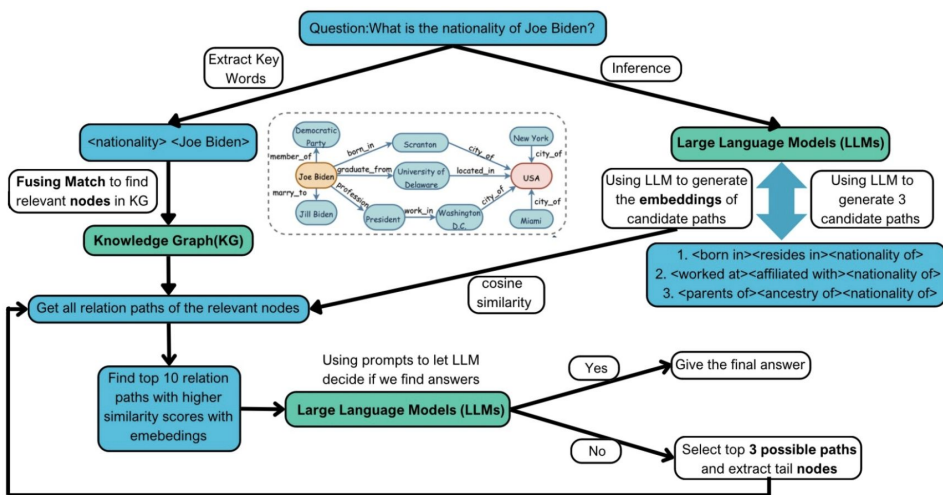 Question:What is the nationality of Joe Biden?
Extract Key
Words
Inference
<nationality> <Joe Biden>
Fusing Match to find
relevant nodes in KG
Knowledge Graph(KG)
Democratic
Party
member_of
Joe Biden
marry_to
Jill Biden
born_in
Scranton
city_of
graduate_from
University of
Delaware
located_in
profession
President
work_in
Washington
D.C.
city_of
New York
city_of
USA
city_of
Miami
Large Language Models (LLMs)
Using LLM to generate
the embeddings of
candidate paths
Using LLM to
generate 3
candidate paths
1. <born in><resides in><nationality of>
2. <worked at><affiliated with><nationality of>
3. <parents of><ancestry of><nationality of>
cosine
similarity
Get all relation paths of the relevant nodes
Find top 10 relation
paths with higher
similarity scores with
emebedings
Using prompts to let LLM
decide if we find answers
Large Language Models (LLMs)
Yes
Give the final answer
No
Select top 3 possible paths
and extract tail nodes